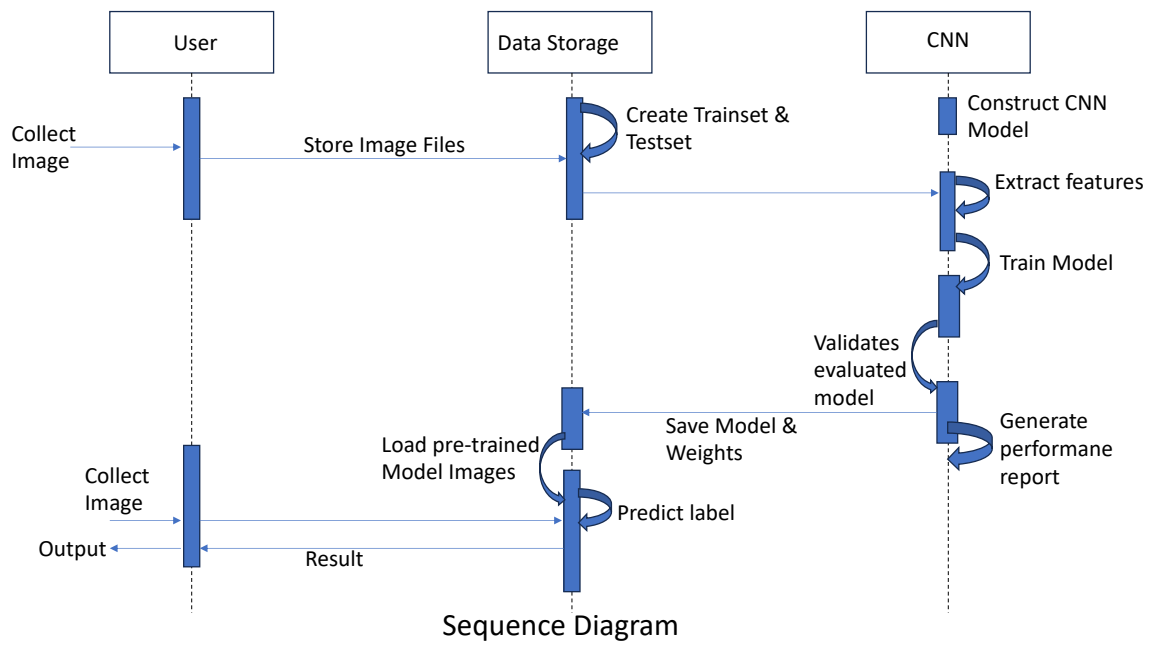 User
Data Storage
CNN
Construct CNN
Model
Create Trainset &
Testset
Collect
Image
Store Image Files
Extract features
Train Model
Validates
evaluated
model
Save Model &
Weights
Generate
performane
report
Load pre-trained
Model Images
Collect
Image
Predict label
Output
Result
Sequence Diagram